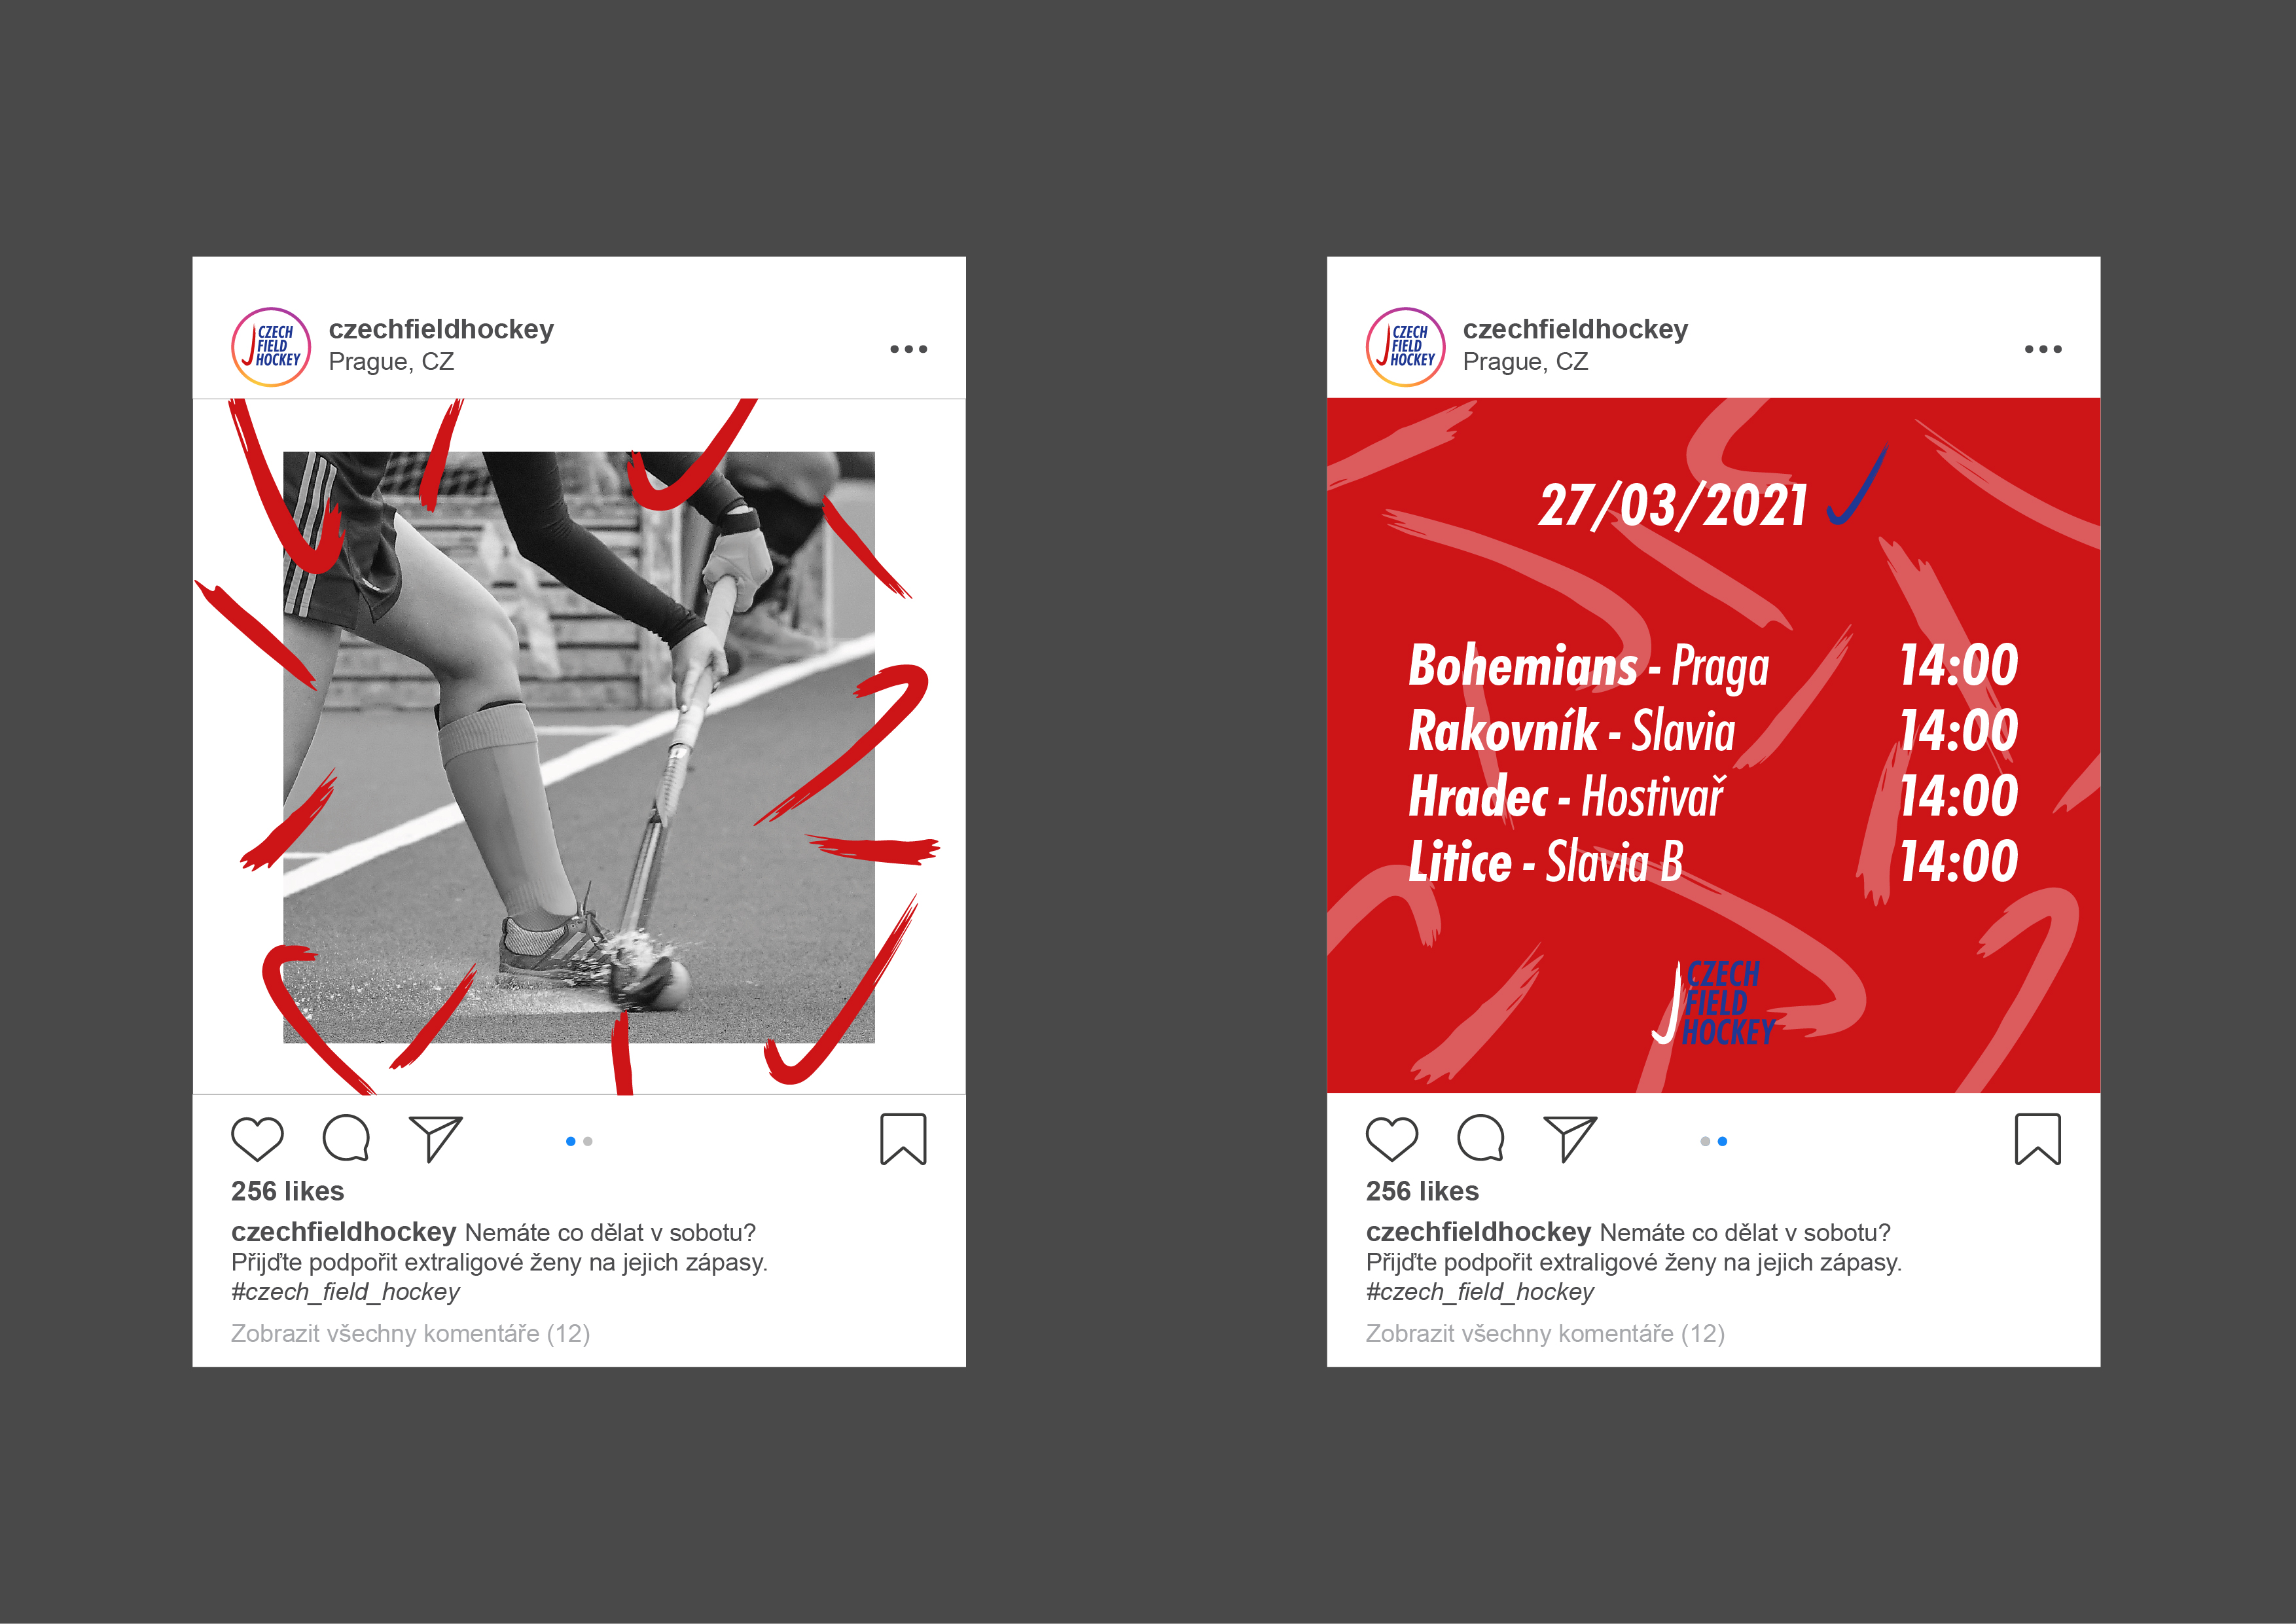 CZECH
FIELD
HOCKEY
czechfieldhockey
Prague, CZ
256 likes
czechfieldhockey Nemáte co dělat v sobotu?
Přijďte podpořit extraligové ženy na jejich zápasy.
#czech_field_hockey
Zobrazit všechny komentáře (12)
CZECH
FIELD
HOCKEY
czechfieldhockey
Prague, CZ
27/03/2021
Bohemians - Praga 14:00
Rakovník - Slavia 14:00
Hradec - Hostivař 14:00
Litice - Slavia B 14:00
CZECH
FIELD
HOCKEY
256 likes
czechfieldhockey Nemáte co dělat v sobotu?
Přijďte podpořit extraligové ženy na jejich zápasy.
#czech_field_hockey
Zobrazit všechny komentáře (12)